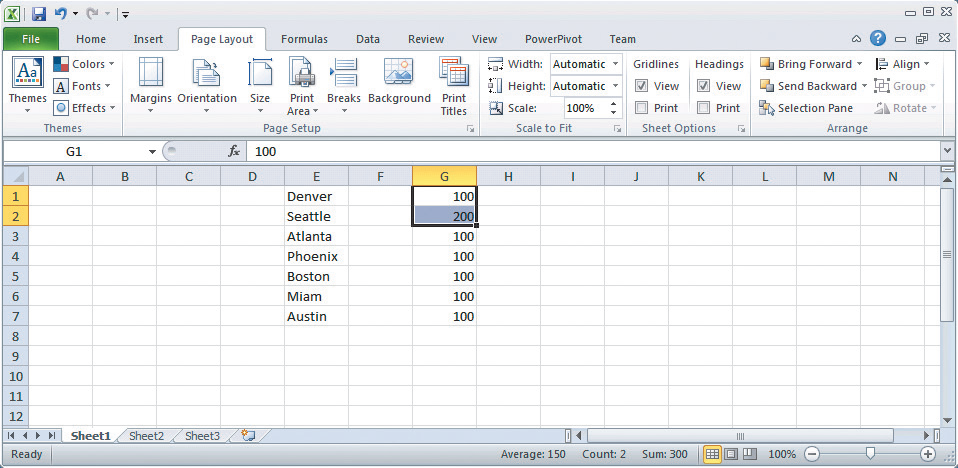 File Home Insert Page Layout Formulas Data Review View PowerPivot Team
Colors Width: Automatic Gridlines Headings Bring Forward Align
Aa Fonts Height: Automatic View View Send Backward Group
Themes Effects Margins Orientation Size Print Area Breaks Background Print Titles Scale: 100% Print Print Selection Pane Rotate
Themes Page Setup Scale to Fit Sheet Options Arrange
G1 fx 100
A B C D E F G H I J K L M N
1 Denver 100
2 Seattle 200
3 Atlanta 100
4 Phoenix 100
5 Boston 100
6 Miam 100
7 Austin 100
8
9
10
11
12
Sheet1 Sheet2 Sheet3
Ready Average: 150 Count: 2 Sum: 300 100%